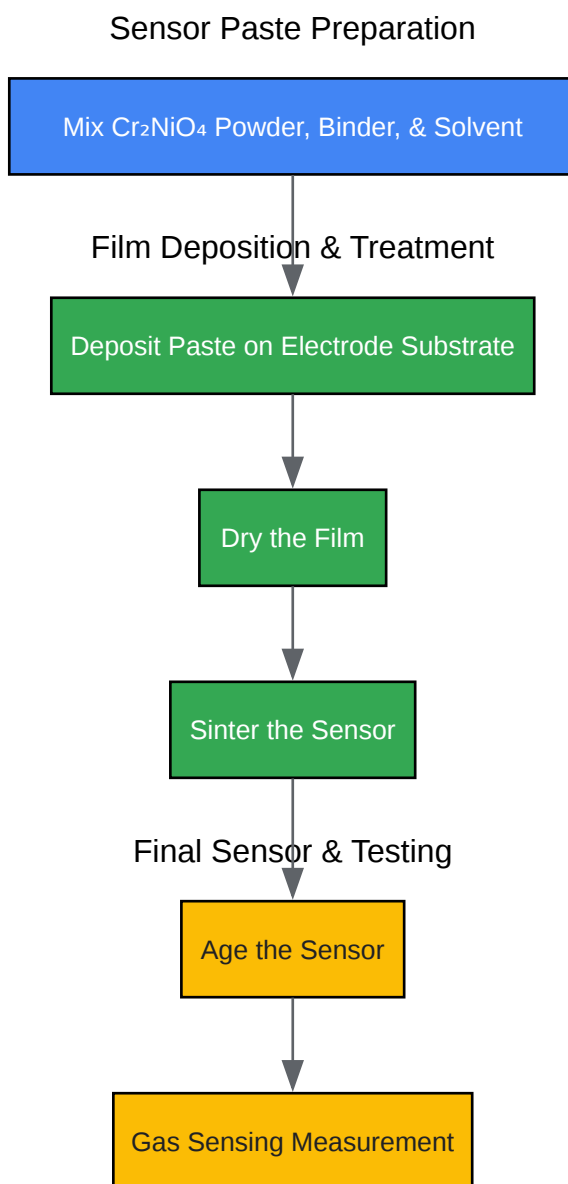 Sensor Paste Preparation
Mix Cr₂NiO₄ Powder, Binder, & Solvent
Film Deposition & Treatment
Deposit Paste on Electrode Substrate
Dry the Film
Sinter the Sensor
Final Sensor & Testing
Age the Sensor
Gas Sensing Measurement